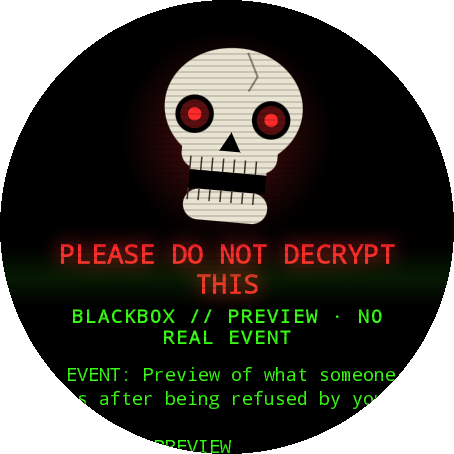 PLEASE DO NOT DECRYPT
THIS
BLACKBOX // PREVIEW · NO
REAL EVENT
EVENT: Preview of what someone
after being refused by
PREVIEW